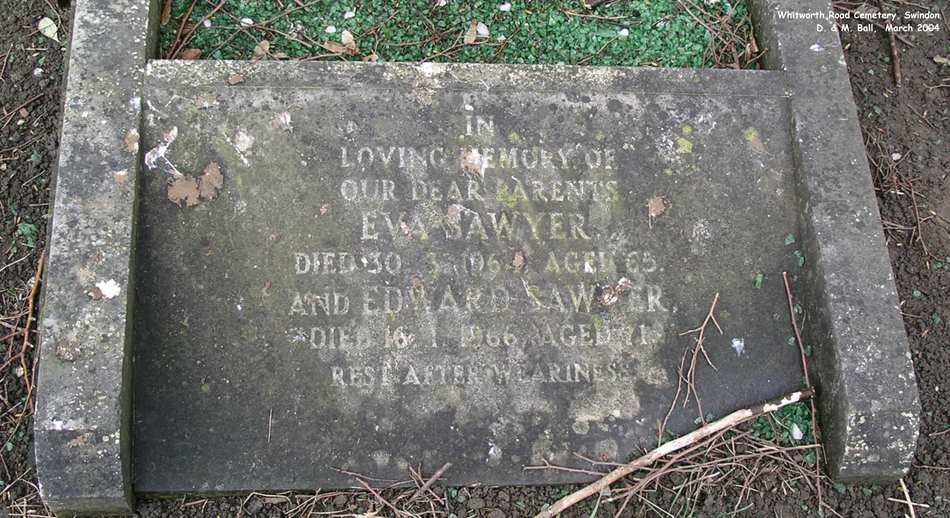 Whitworth Road Cemetery, Swindon
D. & M. Ball, March 2004
IN
LOVING MEMORY OF
OUR DEAR PARENTS
EVA SAWYER
DIED 30. 3. 1964. AGED 65.
AND EDWARD SAWYER,
DIED 16. 1. 1966, AGED 71.
REST AFTER WEARINESS